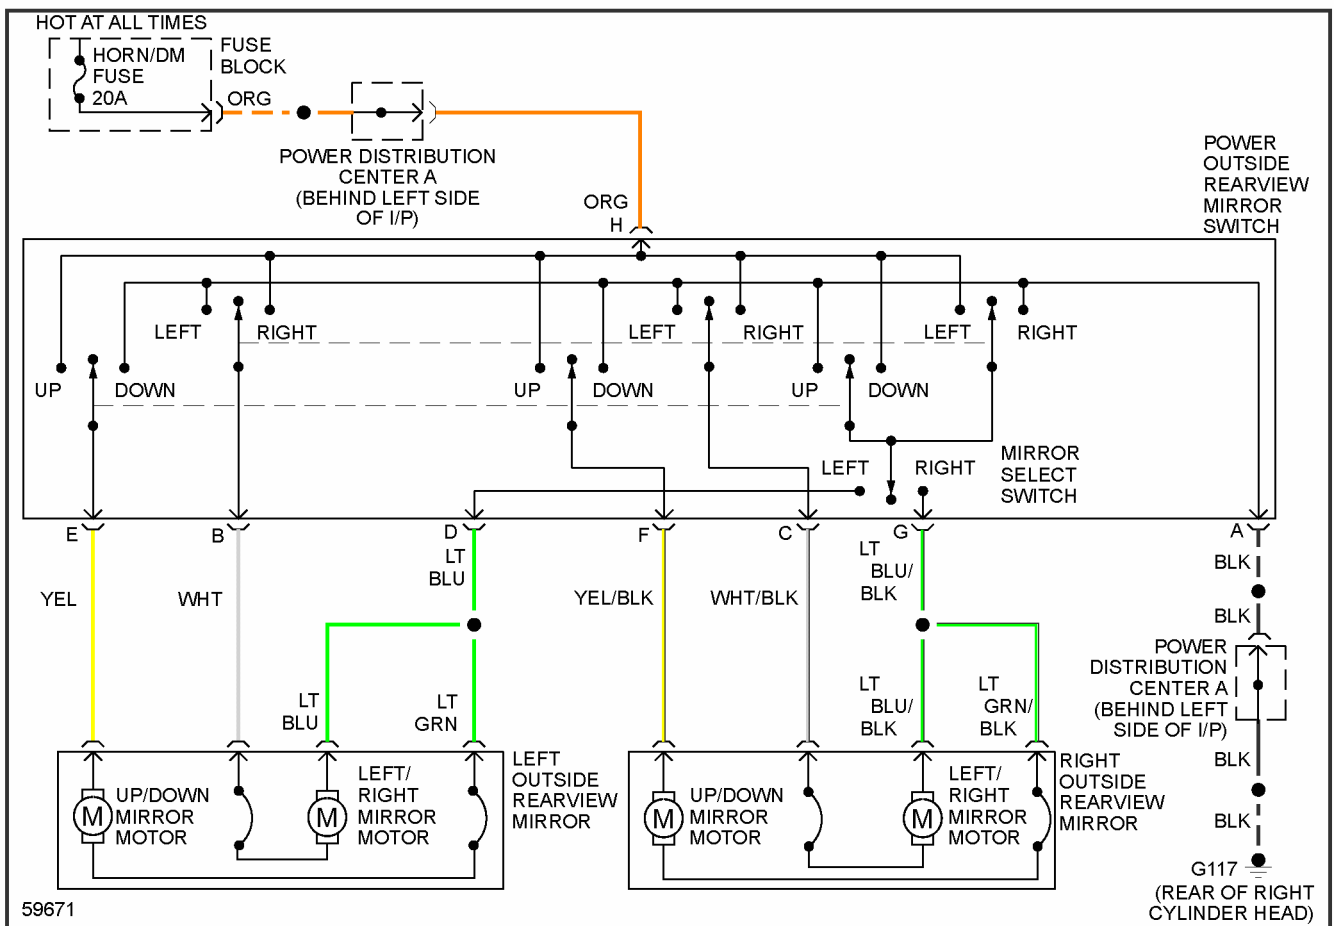 HOT AT ALL TIMES
HORN/DM
FUSE
20A
FUSE
BLOCK
ORG
POWER DISTRIBUTION
CENTER A
(BEHIND LEFT SIDE
OF I/P)
ORG
H
POWER
OUTSIDE
REARVIEW
MIRROR
SWITCH
LEFT
RIGHT
LEFT
RIGHT
LEFT
RIGHT
UP
DOWN
UP
DOWN
UP
DOWN
LEFT
RIGHT
MIRROR
SELECT
SWITCH
E
B
D
F
C
G
A
YEL
WHT
LT
BLU
YEL/BLK
WHT/BLK
LT
BLU/
BLK
BLK
BLK
LT
BLU
LT
GRN
LT
BLU/
BLK
LT
GRN/
BLK
POWER
DISTRIBUTION
CENTER A
(BEHIND LEFT
SIDE OF I/P)
BLK
BLK
M
UP/DOWN
MIRROR
MOTOR
M
LEFT/
RIGHT
MIRROR
MOTOR
LEFT
OUTSIDE
REARVIEW
MIRROR
M
UP/DOWN
MIRROR
MOTOR
M
LEFT/
RIGHT
MIRROR
MOTOR
RIGHT
OUTSIDE
REARVIEW
MIRROR
G117
(REAR OF RIGHT
CYLINDER HEAD)
59671